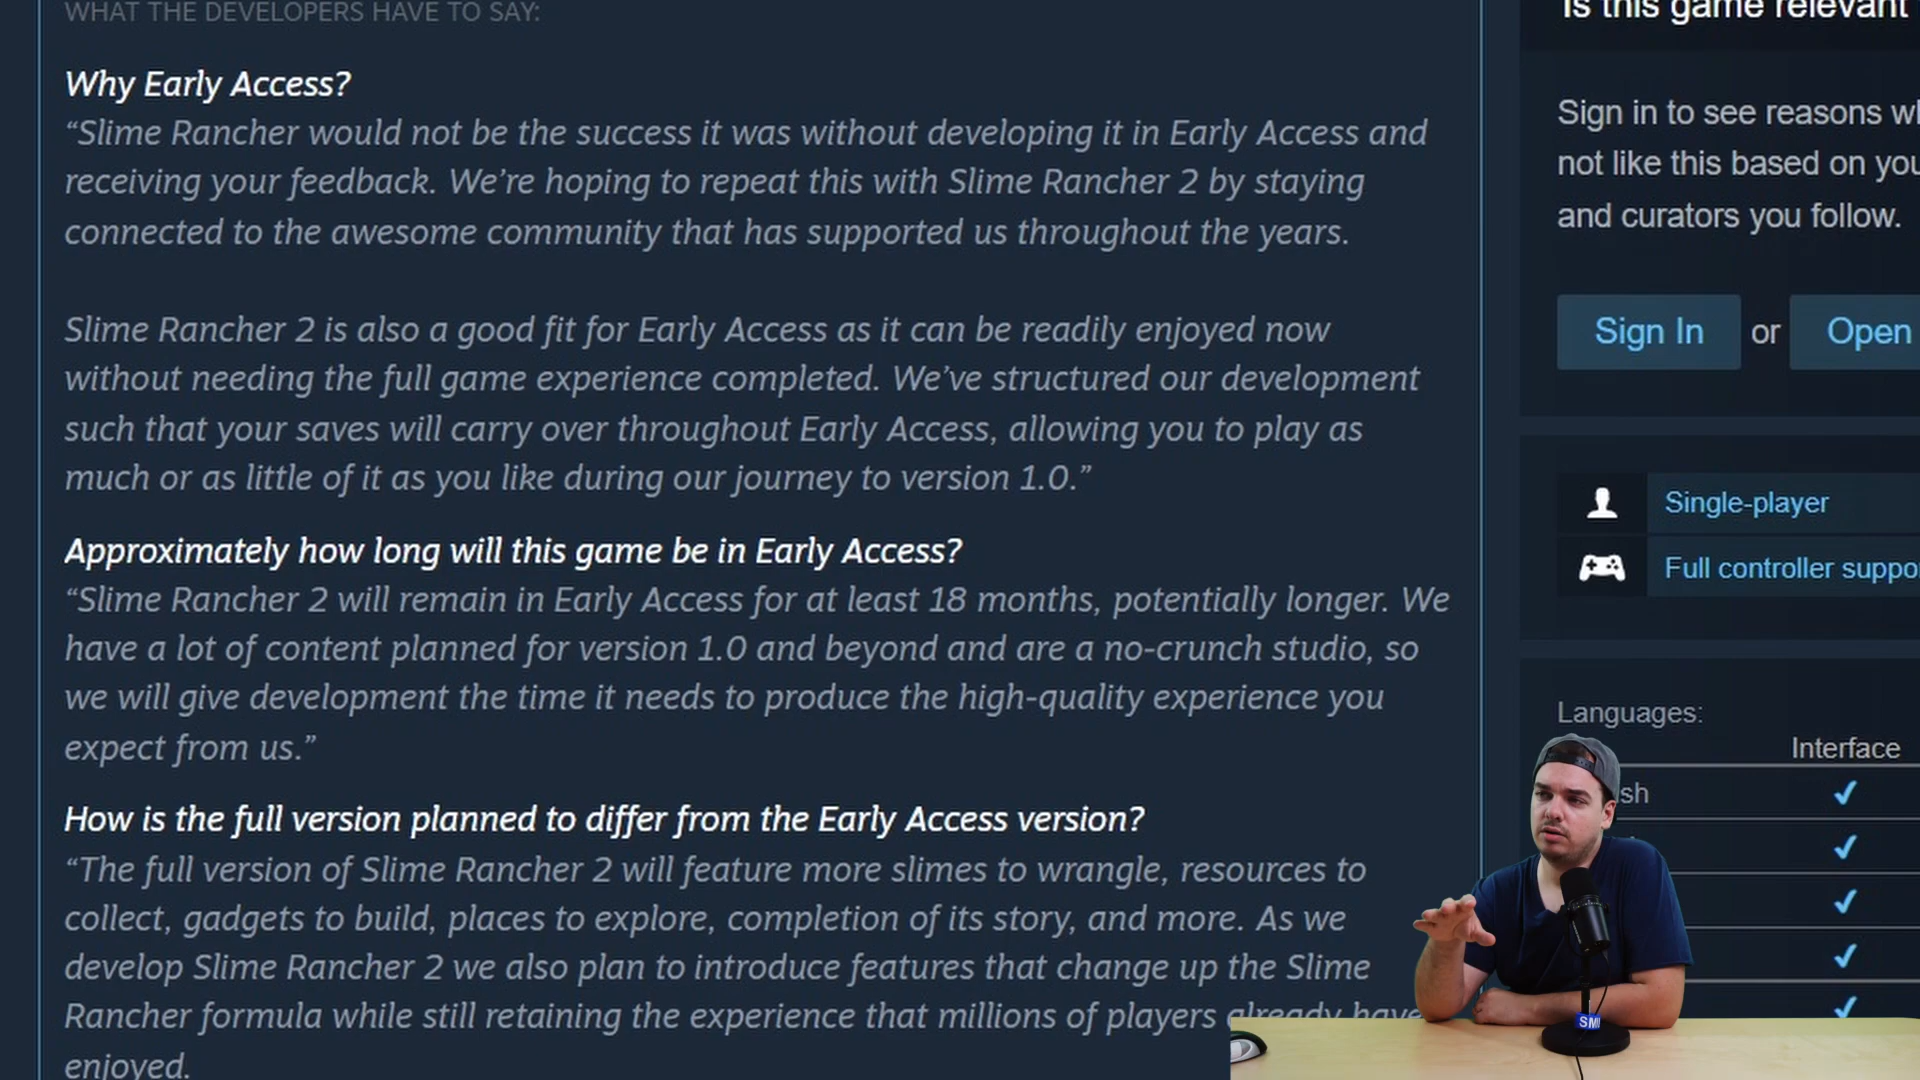 WHAT THE DEVELOPERS HAVE TO SAY:
Why Early Access?
“Slime Rancher would not be the success it was without developing it in Early Access and
receiving your feedback. We’re hoping to repeat this with Slime Rancher 2 by staying
connected to the awesome community that has supported us throughout the years.
Slime Rancher 2 is also a good fit for Early Access as it can be readily enjoyed now
without needing the full game experience completed. We’ve structured our development
such that your saves will carry over throughout Early Access, allowing you to play as
much or as little of it as you like during our journey to version 1.0.”
Approximately how long will this game be in Early Access?
“Slime Rancher 2 will remain in Early Access for at least 18 months, potentially longer. We
have a lot of content planned for version 1.0 and beyond and are a no-crunch studio, so
we will give development the time it needs to produce the high-quality experience you
expect from us.”
How is the full version planned to differ from the Early Access version?
“The full version of Slime Rancher 2 will feature more slimes to wrangle, resources to
collect, gadgets to build, places to explore, completion of its story, and more. As we
develop Slime Rancher 2 we also plan to introduce features that change up the Slime
Rancher formula while still retaining the experience that millions of players already have
enjoyed.
Is this game relevant
Sign in to see reasons wh
not like this based on you
and curators you follow.
Sign In or Open
Single-player
Full controller suppo
Languages:
Interface
sh
SMI